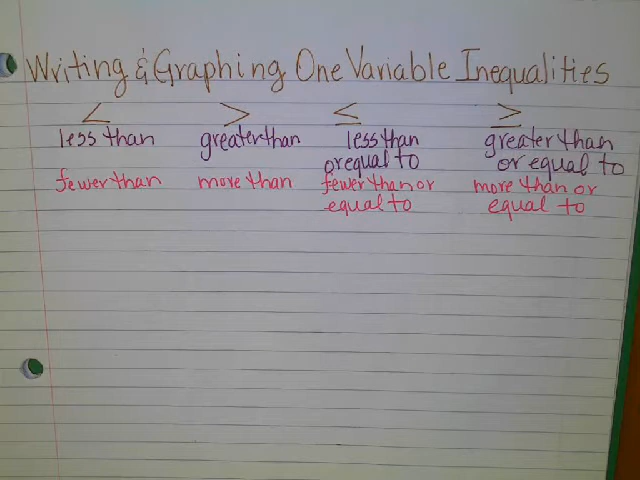 Writing & Graphing One Variable Inequalities
< > ≤ ≥
less than greater than less than greater than
or equal to or equal to
fewer than more than fewer than or more than or
equal to equal to